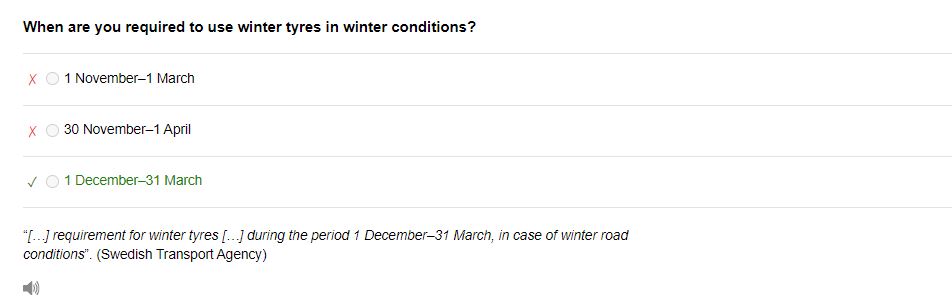 When are you required to use winter tyres in winter conditions?
✗ 1 November–1 March
✗ 30 November–1 April
✓ 1 December–31 March
“[…] requirement for winter tyres […] during the period 1 December–31 March, in case of winter road
conditions”. (Swedish Transport Agency)